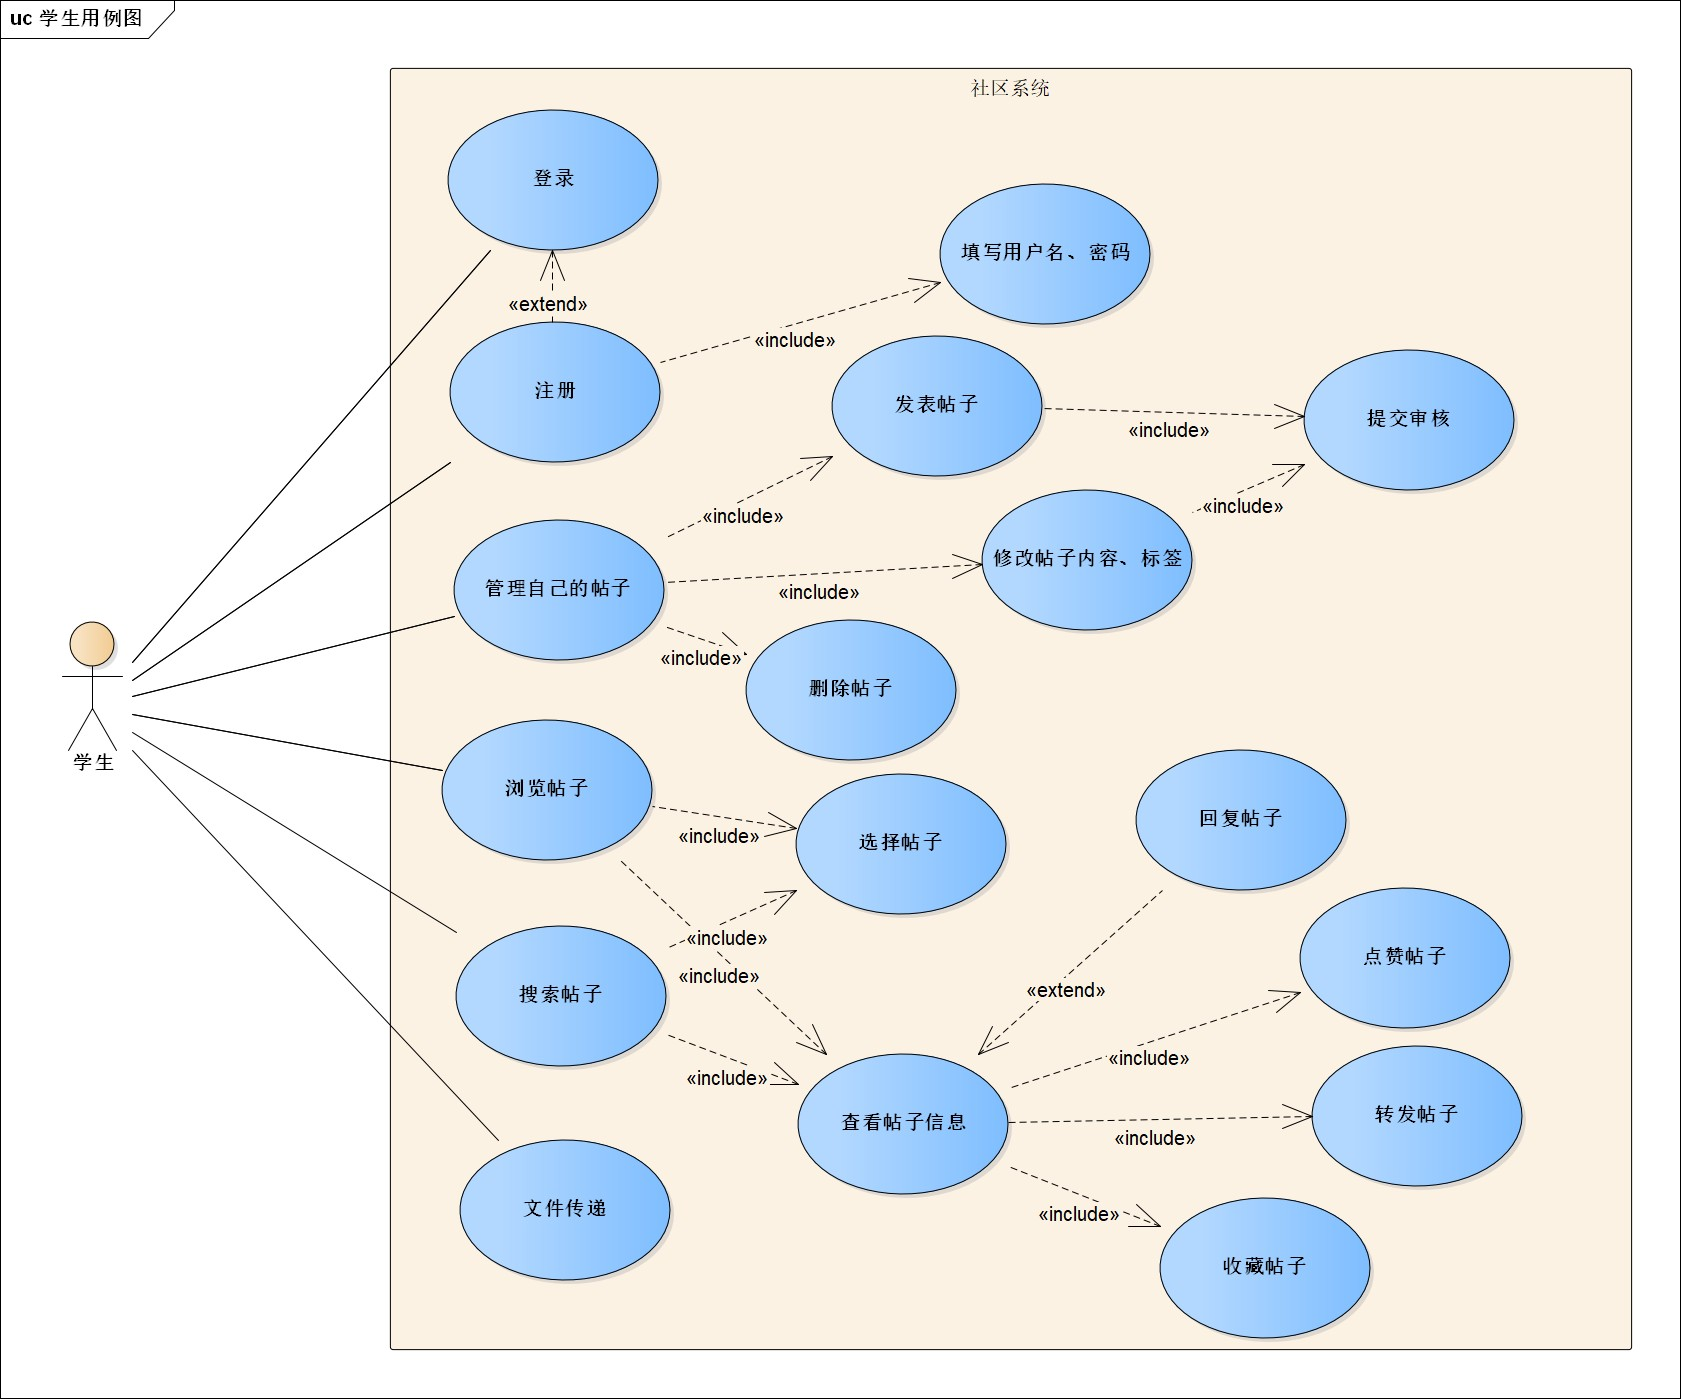 uc 学生用例图
社区系统
登录
«extend»
填写用户名、密码
«include»
注册
发表帖子
提交审核
«include»
«include»
«include»
修改帖子内容、标签
管理自己的帖子
«include»
«include»
删除帖子
学生
浏览帖子
«include»
选择帖子
回复帖子
«include»
点赞帖子
«include»
搜索帖子
«extend»
«include»
«include»
查看帖子信息
转发帖子
«include»
文件传递
«include»
收藏帖子